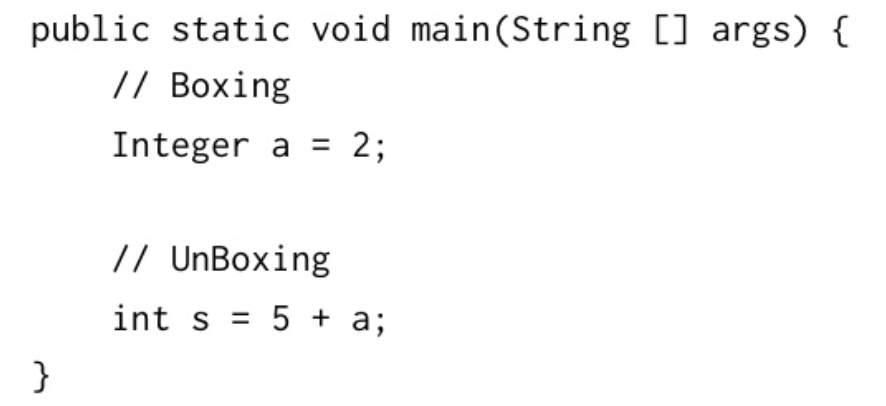 public static void main(String [] args) {
// Boxing
Integer a = 2;
// UnBoxing
int s = 5 + a;
}